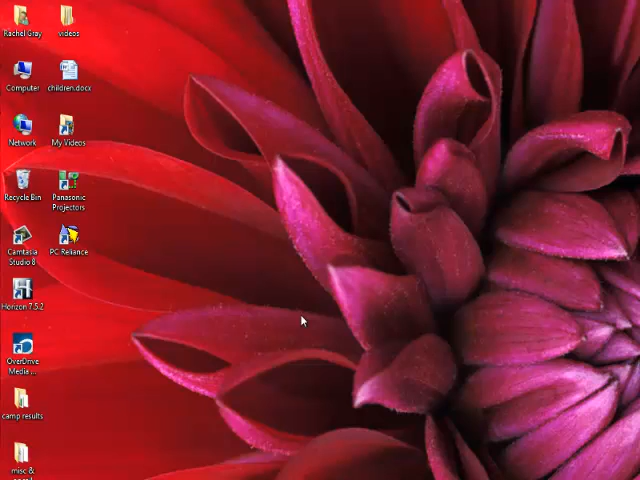 Rachel Gray
videos
Computer
children.docx
Network
My Videos
Recycle Bin
Panasonic
Projectors
Camtasia
Studio 8
PC Reliance
Horizon 7.5.2
OverDrive
Media ...
camp results
misc &